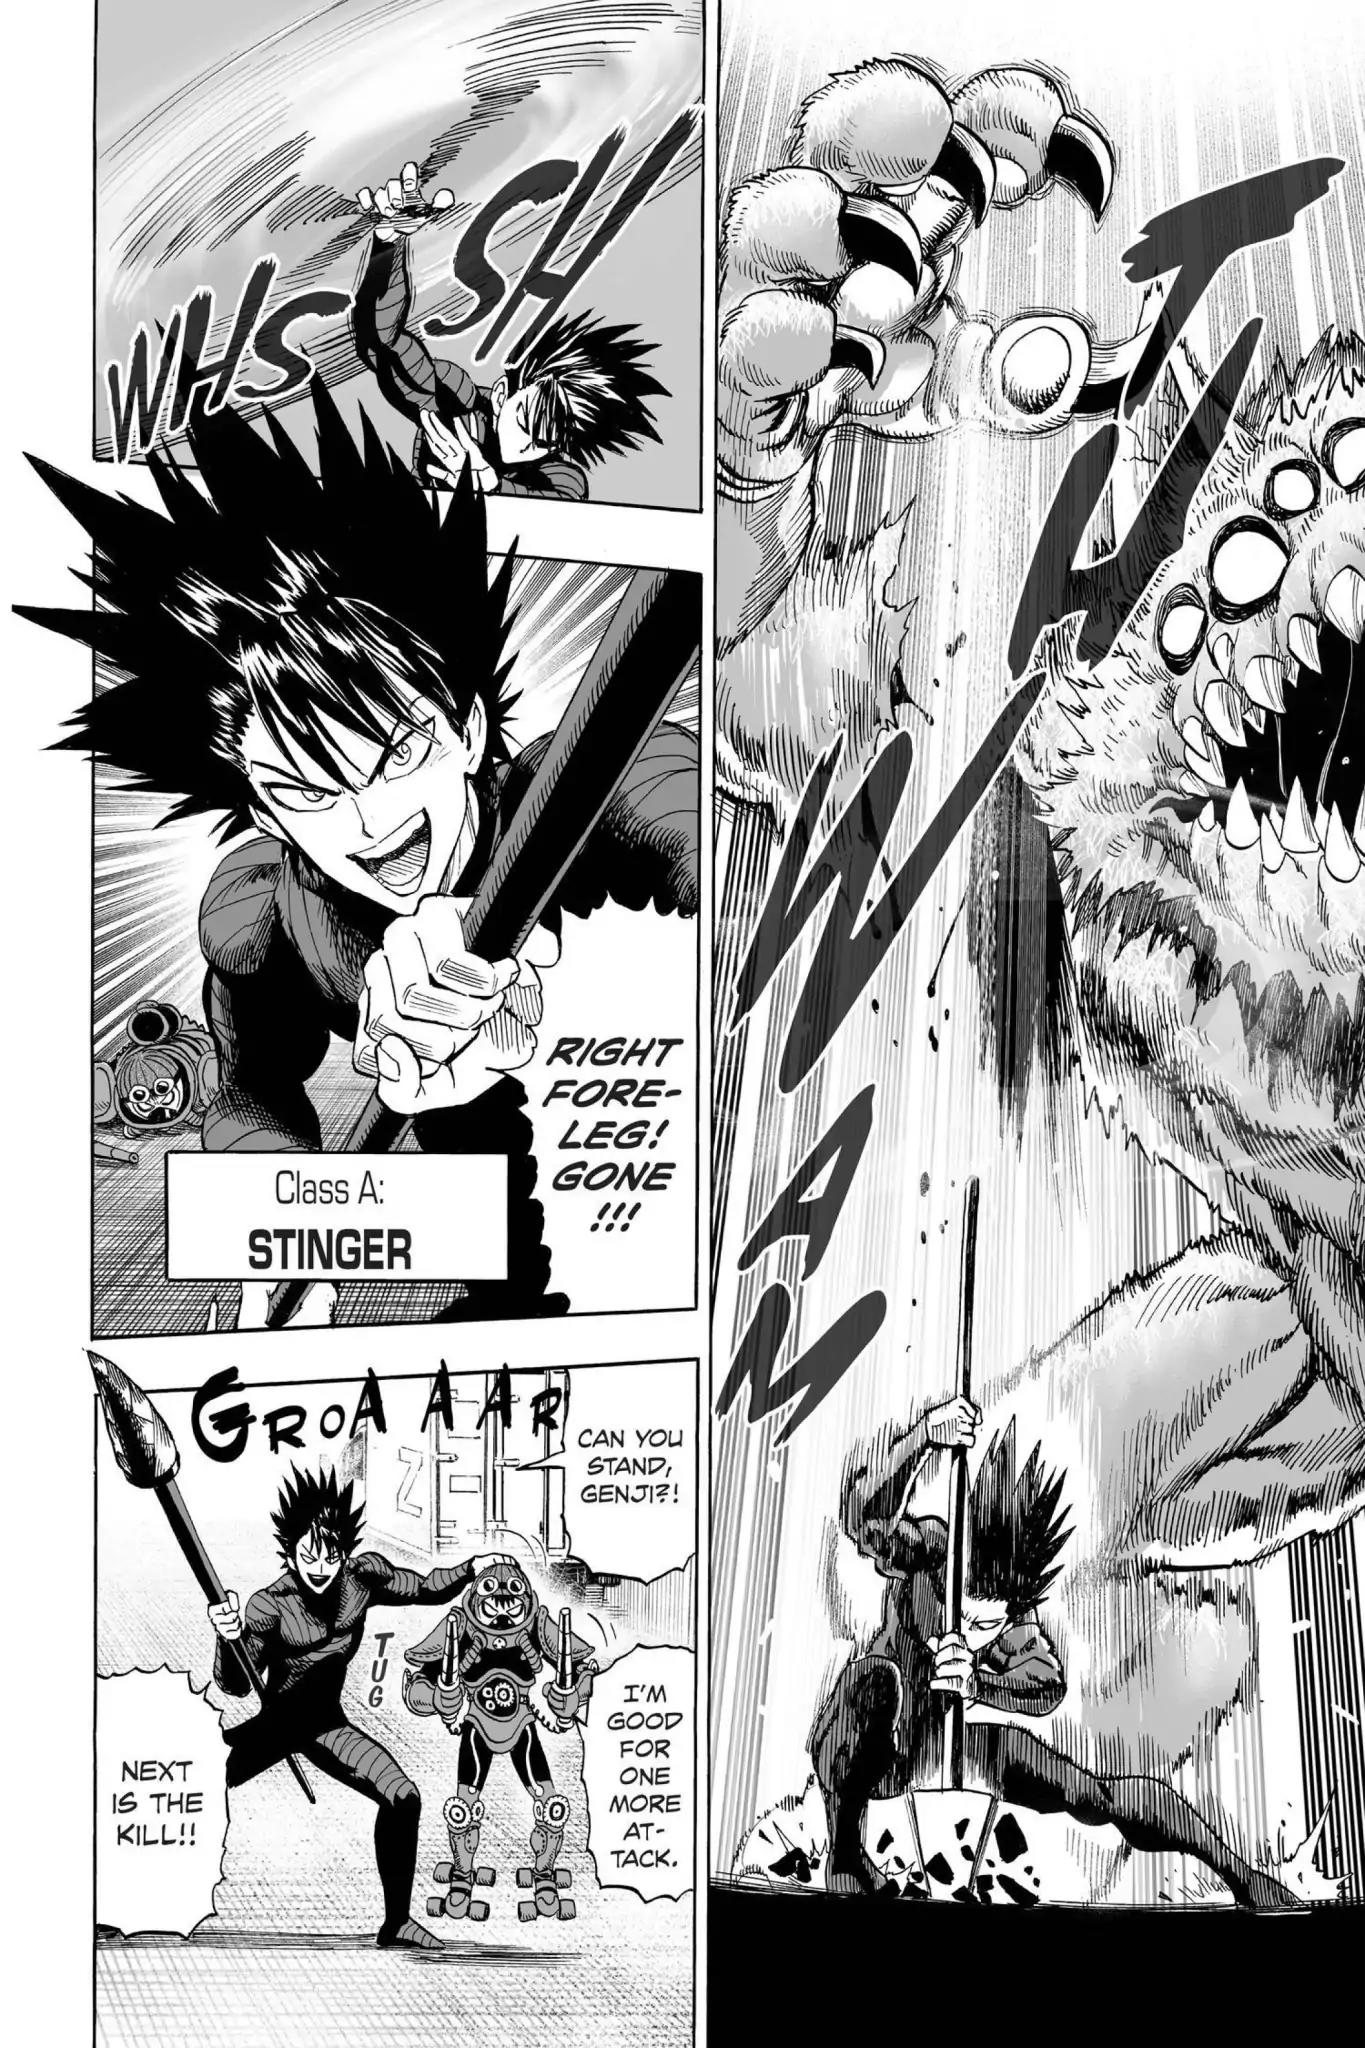 THWAM
WHSSH
RIGHT
FORE-
LEG!
GONE
!!!
Class A:
STINGER
GROAAAR
CAN YOU
STAND,
GENJI?!
TUG
I'M
GOOD
FOR
ONE
MORE
AT-
TACK.
NEXT
IS THE
KILL!!
Z